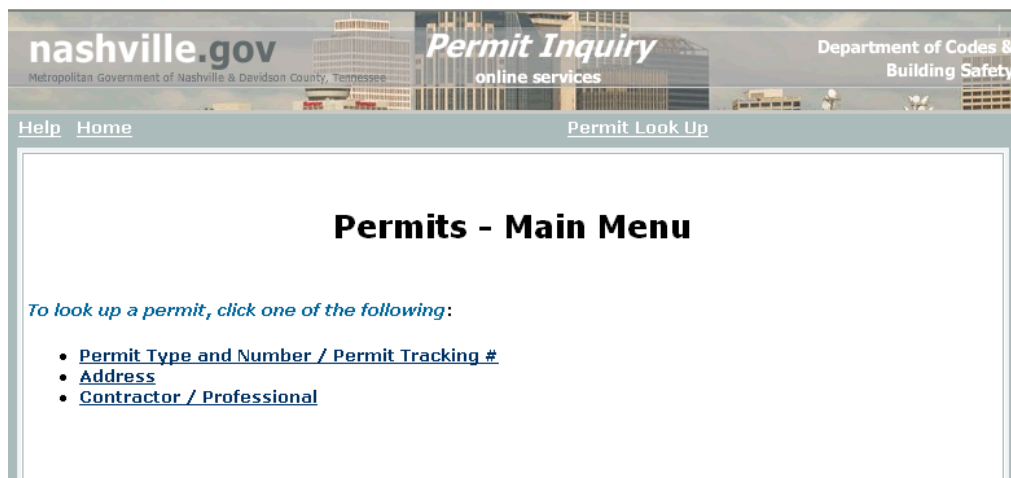 nashville.gov
Metropolitan Government of Nashville & Davidson County, Tennessee
Permit Inquiry
online services
Department of Codes &
Building Safety
Help Home Permit Look Up
Permits - Main Menu
To look up a permit, click one of the following:
• Permit Type and Number / Permit Tracking #
• Address
• Contractor / Professional